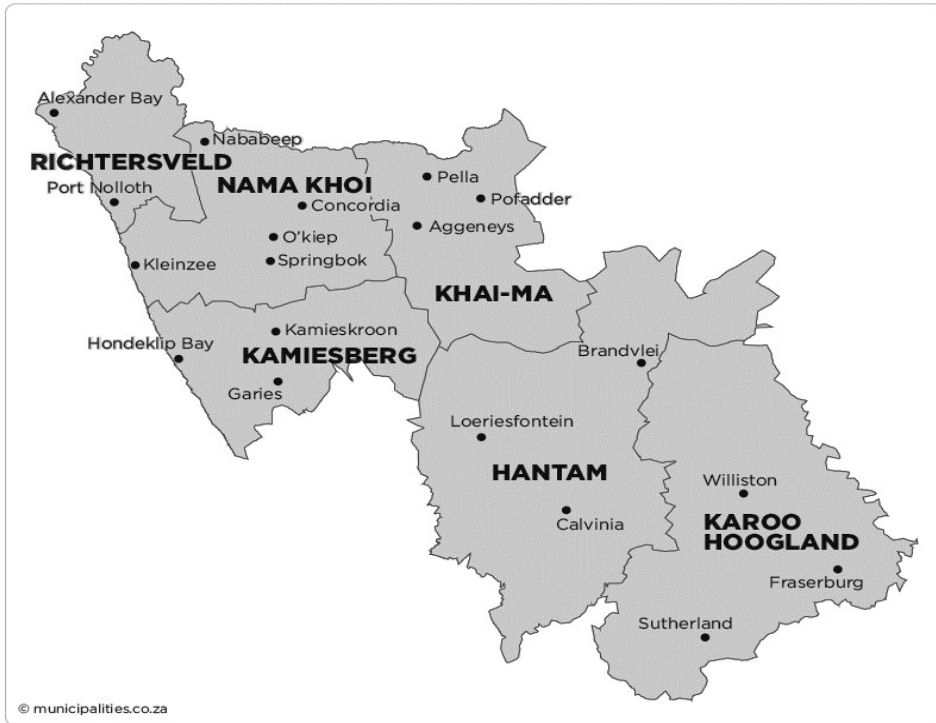 Alexander Bay
Nababeep
RICHTERSVELD
Port Nolloth
NAMA KHOI
Concordia
O'kiep
Springbok
Kleinzee
Pella
Pofadder
Aggeneys
KHAI-MA
Hondeklip Bay
Kamieskroon
KAMIESBERG
Garies
Brandvlei
Loeriesfontein
HANTAM
Calvinia
Williston
KAROO
HOOGLAND
Fraserburg
Sutherland
© municipalities.co.za